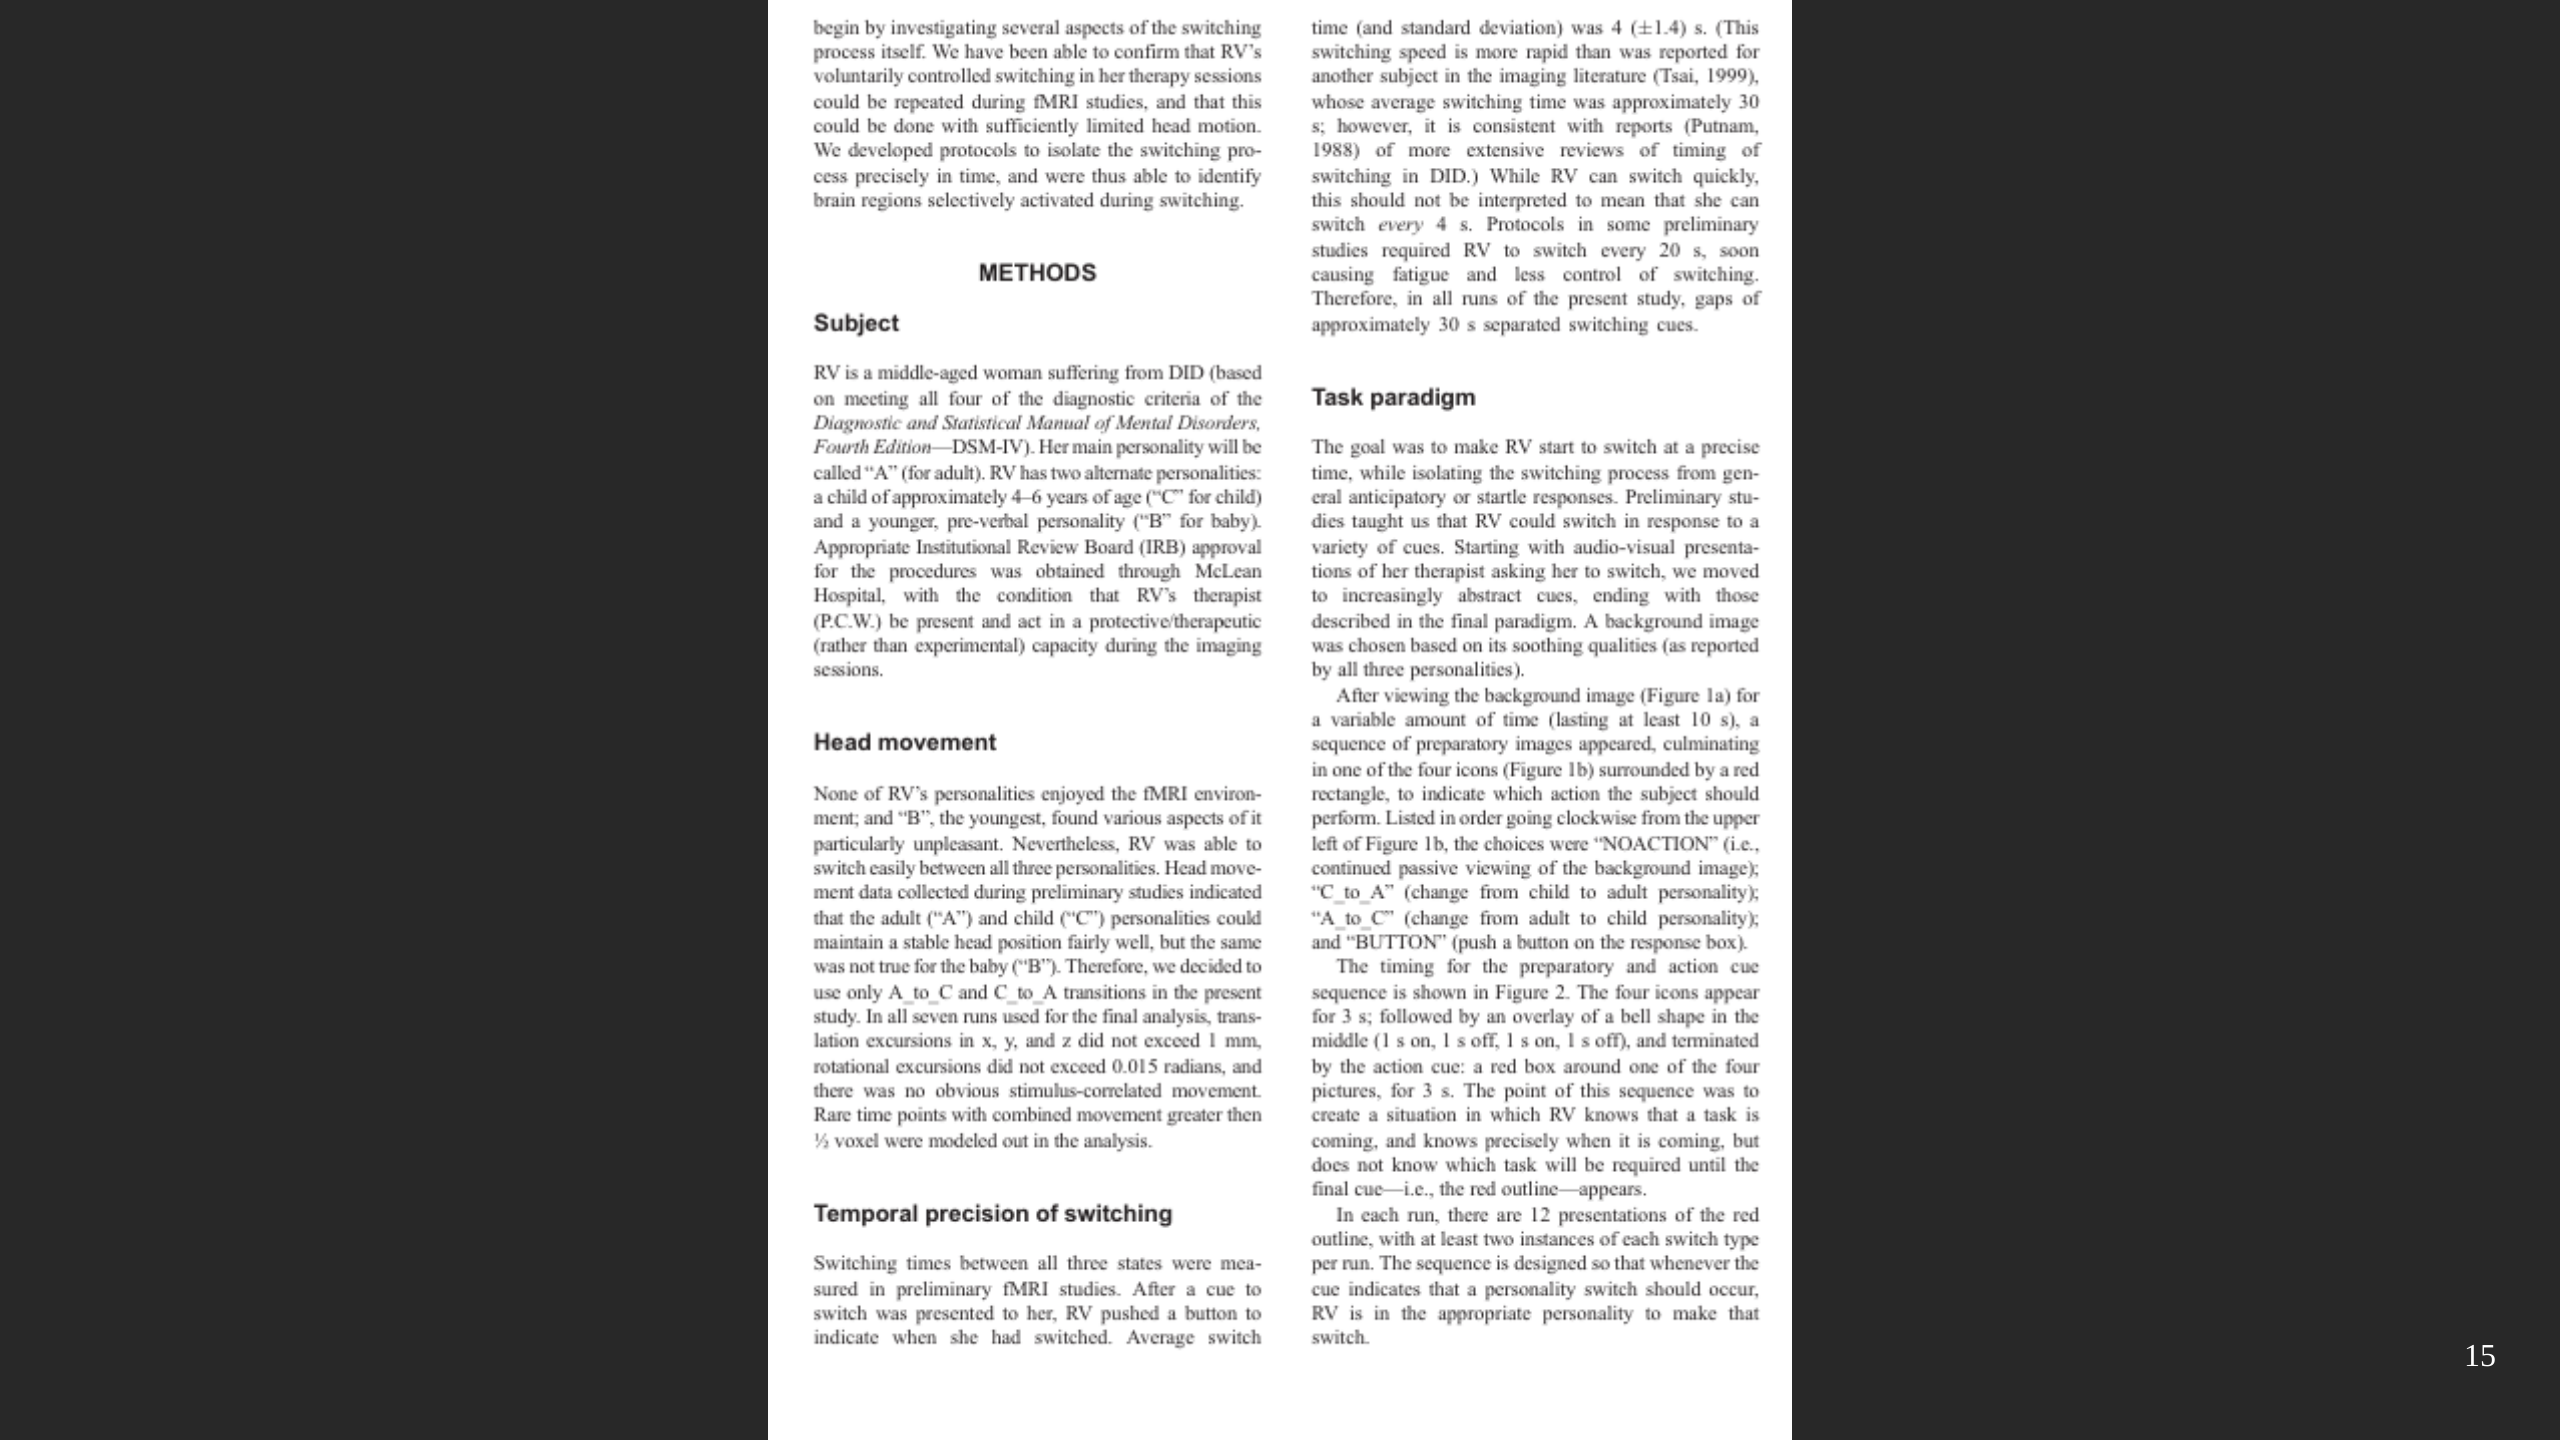 begin by investigating several aspects of the switching
process itself. We have been able to confirm that RV's
voluntarily controlled switching in her therapy sessions
could be repeated during fMRI studies, and that this
could be done with sufficiently limited head motion.
We developed protocols to isolate the switching pro-
cess precisely in time, and were thus able to identify
brain regions selectively activated during switching.
METHODS
Subject
RV is a middle-aged woman suffering from DID (based
on meeting all four of the diagnostic criteria of the
Diagnostic and Statistical Manual of Mental Disorders,
Fourth Edition—DSM-IV). Her main personality will be
called “A” (for adult). RV has two alternate personalities:
a child of approximately 4–6 years of age (“C” for child)
and a younger, pre-verbal personality (“B” for baby).
Appropriate Institutional Review Board (IRB) approval
for the procedures was obtained through McLean
Hospital, with the condition that RV's therapist
(P.C.W.) be present and act in a protective/therapeutic
(rather than experimental) capacity during the imaging
sessions.
Head movement
None of RV's personalities enjoyed the fMRI environ-
ment; and “B”, the youngest, found various aspects of it
particularly unpleasant. Nevertheless, RV was able to
switch easily between all three personalities. Head move-
ment data collected during preliminary studies indicated
that the adult (“A”) and child (“C”) personalities could
maintain a stable head position fairly well, but the same
was not true for the baby (“B”). Therefore, we decided to
use only A_to_C and C_to_A transitions in the present
study. In all seven runs used for the final analysis, trans-
lation excursions in x, y, and z did not exceed 1 mm,
rotational excursions did not exceed 0.015 radians, and
there was no obvious stimulus-correlated movement.
Rare time points with combined movement greater then
½ voxel were modeled out in the analysis.
Temporal precision of switching
Switching times between all three states were mea-
sured in preliminary fMRI studies. After a cue to
switch was presented to her, RV pushed a button to
indicate when she had switched. Average switch
time (and standard deviation) was 4 (±1.4) s. (This
switching speed is more rapid than was reported for
another subject in the imaging literature (Tsai, 1999),
whose average switching time was approximately 30
s; however, it is consistent with reports (Putnam,
1988) of more extensive reviews of timing of
switching in DID.) While RV can switch quickly,
this should not be interpreted to mean that she can
switch every 4 s. Protocols in some preliminary
studies required RV to switch every 20 s, soon
causing fatigue and less control of switching.
Therefore, in all runs of the present study, gaps of
approximately 30 s separated switching cues.
Task paradigm
The goal was to make RV start to switch at a precise
time, while isolating the switching process from gen-
eral anticipatory or startle responses. Preliminary stu-
dies taught us that RV could switch in response to a
variety of cues. Starting with audio-visual presenta-
tions of her therapist asking her to switch, we moved
to increasingly abstract cues, ending with those
described in the final paradigm. A background image
was chosen based on its soothing qualities (as reported
by all three personalities).
After viewing the background image (Figure 1a) for
a variable amount of time (lasting at least 10 s), a
sequence of preparatory images appeared, culminating
in one of the four icons (Figure 1b) surrounded by a red
rectangle, to indicate which action the subject should
perform. Listed in order going clockwise from the upper
left of Figure 1b, the choices were “NOACTION” (i.e.,
continued passive viewing of the background image);
“C_to_A” (change from child to adult personality);
“A_to_C” (change from adult to child personality);
and “BUTTON” (push a button on the response box).
The timing for the preparatory and action cue
sequence is shown in Figure 2. The four icons appear
for 3 s; followed by an overlay of a bell shape in the
middle (1 s on, 1 s off, 1 s on, 1 s off), and terminated
by the action cue: a red box around one of the four
pictures, for 3 s. The point of this sequence was to
create a situation in which RV knows that a task is
coming, and knows precisely when it is coming, but
does not know which task will be required until the
final cue—i.e., the red outline—appears.
In each run, there are 12 presentations of the red
outline, with at least two instances of each switch type
per run. The sequence is designed so that whenever the
cue indicates that a personality switch should occur,
RV is in the appropriate personality to make that
switch.
15